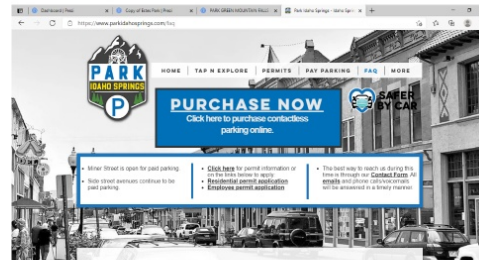 Dashboard | Prezi
Copy of Estes Park | Prezi
PARK GREEN MOUNTAIN FALLS
Park Idaho Springs - Idaho Spri
https://www.parkidahosprings.com/faq
PARK
IDAHO SPRINGS
P
HOME TAP N EXPLORE PERMITS PAY PARKING FAQ MORE
PURCHASE NOW
Click here to purchase contactless
parking online.
SAFER
BY CAR
Miner Street is open for paid parking.
Side street avenues continue to be
paid parking.
Click here for permit information or
on the links below to apply.
Residential permit application
Employee permit application
The best way to reach us during this
time is through our Contact Form. All
emails and phone calls/voicemails
will be answered in a timely manner.